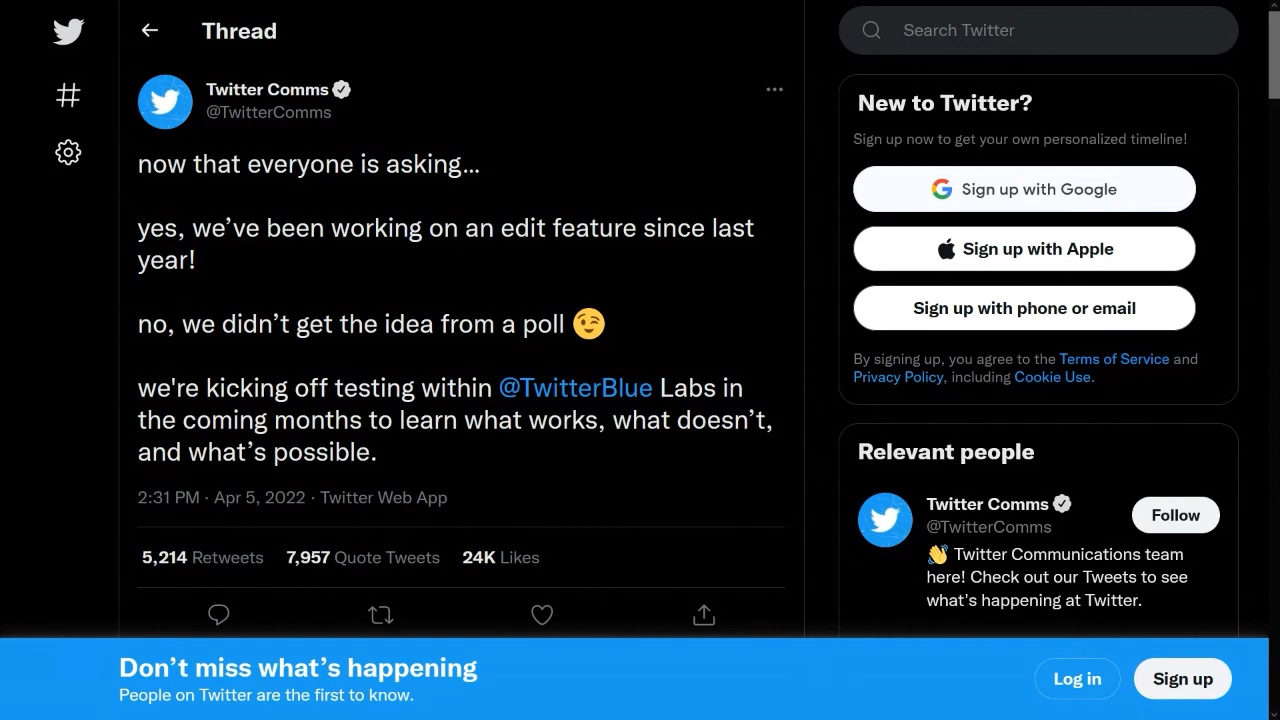 Thread
Twitter Comms
@TwitterComms
now that everyone is asking...
yes, we’ve been working on an edit feature since last
year!
no, we didn’t get the idea from a poll 😉
we're kicking off testing within @TwitterBlue Labs in
the coming months to learn what works, what doesn’t,
and what’s possible.
2:31 PM · Apr 5, 2022 · Twitter Web App
5,214 Retweets 7,957 Quote Tweets 24K Likes
Search Twitter
New to Twitter?
Sign up now to get your own personalized timeline!
Sign up with Google
Sign up with Apple
Sign up with phone or email
By signing up, you agree to the Terms of Service and
Privacy Policy, including Cookie Use.
Relevant people
Twitter Comms
@TwitterComms
Follow
👋 Twitter Communications team
here! Check out our Tweets to see
what's happening at Twitter.
Don’t miss what’s happening
People on Twitter are the first to know.
Log in
Sign up